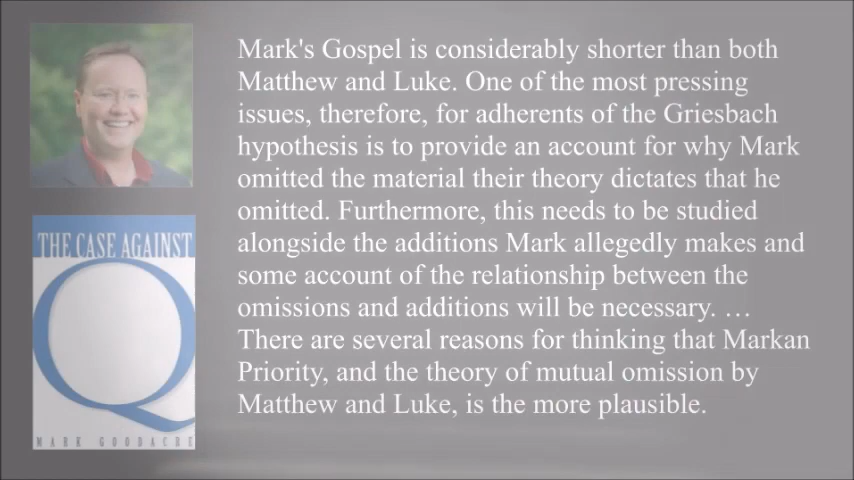 Mark's Gospel is considerably shorter than both
Matthew and Luke. One of the most pressing
issues, therefore, for adherents of the Griesbach
hypothesis is to provide an account for why Mark
omitted the material their theory dictates that he
omitted. Furthermore, this needs to be studied
alongside the additions Mark allegedly makes and
some account of the relationship between the
omissions and additions will be necessary. …
There are several reasons for thinking that Markan
Priority, and the theory of mutual omission by
Matthew and Luke, is the more plausible.
THE CASE AGAINST
Q
MARK GOODACRE